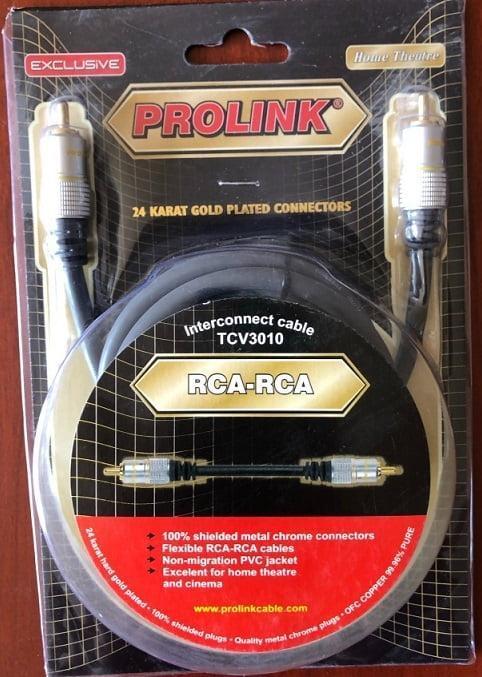 EXCLUSIVE
Home Theatre
PROLINK®
24 KARAT GOLD PLATED CONNECTORS
Interconnect cable
TCV3010
RCA-RCA
100% shielded metal chrome connectors
Flexible RCA-RCA cables
Non-migration PVC jacket
Excelent for home theatre
and cinema
www.prolinkcable.com
24 karat hard gold plated - 100% shielded plugs - Quality metal chrome plugs - OFC COPPER 99.96% PURE